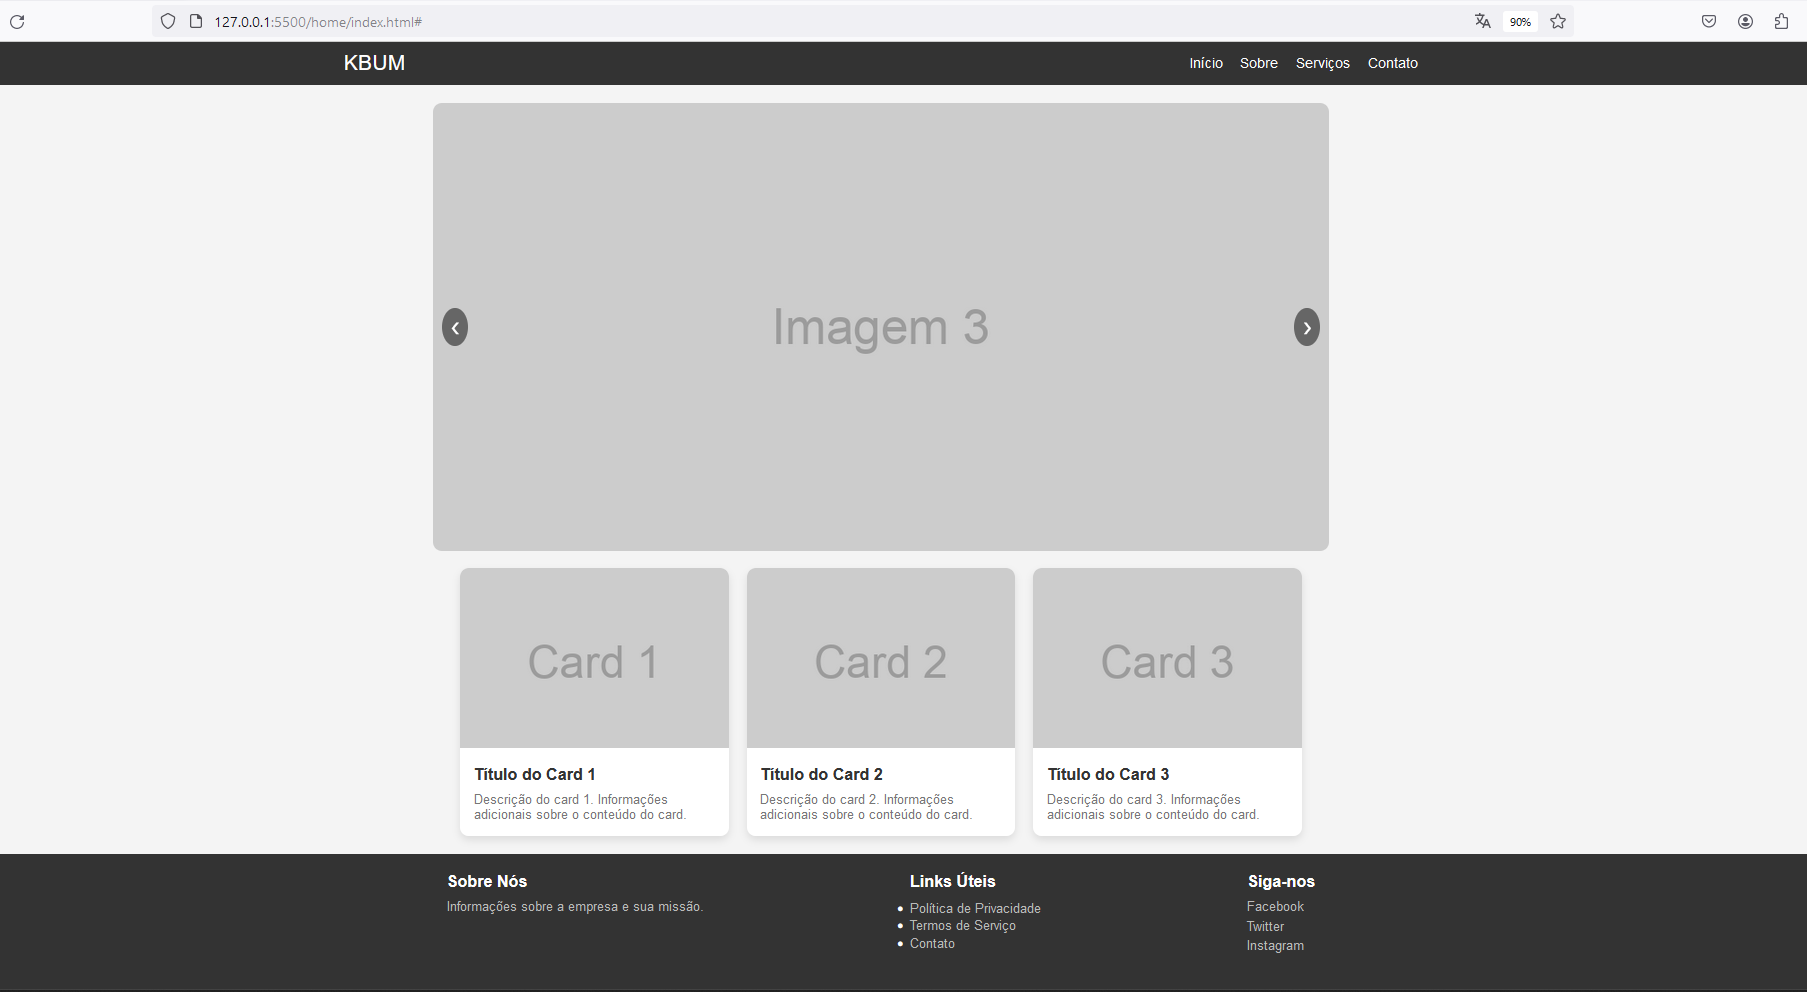 127.0.0.1:5500/home/index.html#
90%
KBUM
Início Sobre Serviços Contato
Imagem 3
Card 1
Card 2
Card 3
Título do Card 1
Descrição do card 1. Informações
adicionais sobre o conteúdo do card.
Título do Card 2
Descrição do card 2. Informações
adicionais sobre o conteúdo do card.
Título do Card 3
Descrição do card 3. Informações
adicionais sobre o conteúdo do card.
Sobre Nós
Informações sobre a empresa e sua missão.
Links Úteis
• Política de Privacidade
• Termos de Serviço
• Contato
Siga-nos
Facebook
Twitter
Instagram